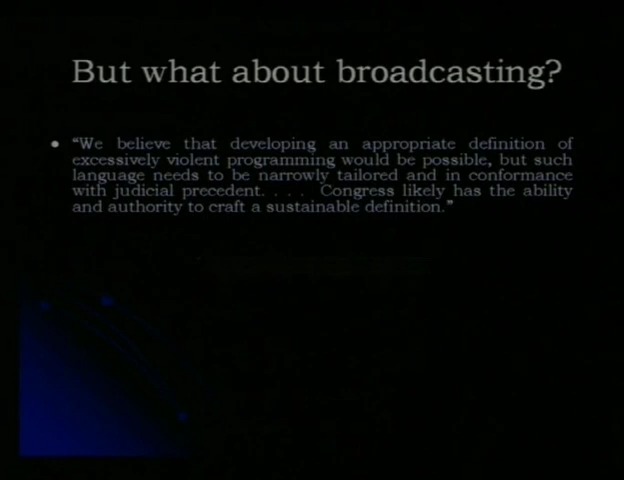 But what about broadcasting?
• “We believe that developing an appropriate definition of
excessively violent programming would be possible, but such
language needs to be narrowly tailored and in conformance
with judicial precedent. . . . Congress likely has the ability
and authority to craft a sustainable definition.”